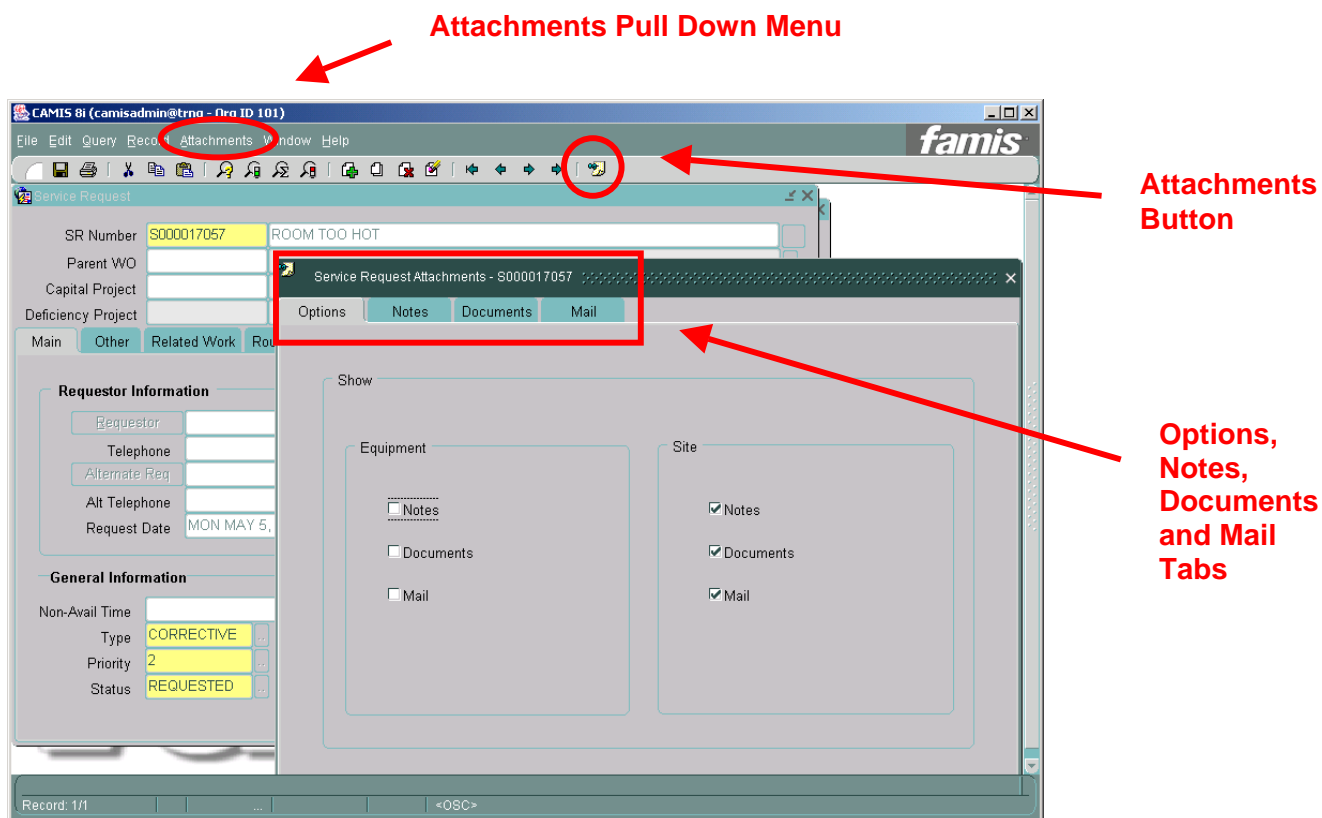 Attachments Pull Down Menu
CAMIS 8i (camisadmin@trng - Org ID 101)
File Edit Query Record Attachments Window Help
famis
Attachments
Button
Service Request
SR Number S000017057 ROOM TOO HOT
Parent WO
Capital Project
Deficiency Project
Service Request Attachments - S000017057
Options Notes Documents Mail
Main Other Related Work Rou
Show
Requestor Information
Requestor
Telephone
Alternate Req
Alt Telephone
Request Date MON MAY 5,
Equipment
Notes
Documents
Mail
Site
Notes
Documents
Mail
Options,
Notes,
Documents
and Mail
Tabs
General Information
Non-Avail Time
Type CORRECTIVE ..
Priority 2 ..
Status REQUESTED ..
Record: 1/1 ... <OSC>